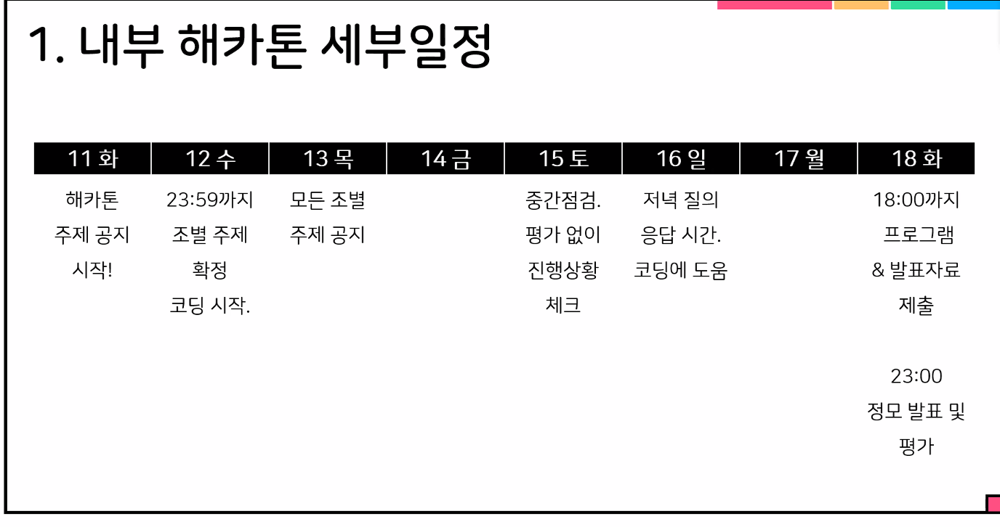 1. 내부 해카톤 세부일정
11 화
12 수
13 목
14 금
15 토
16 일
17 월
18 화
해카톤
주제 공지
시작!
23:59까지
조별 주제
확정
코딩 시작.
모든 조별
주제 공지
중간점검.
평가 없이
진행상황
체크
저녁 질의
응답 시간.
코딩에 도움
18:00까지
프로그램
& 발표자료
제출
23:00
정모 발표 및
평가